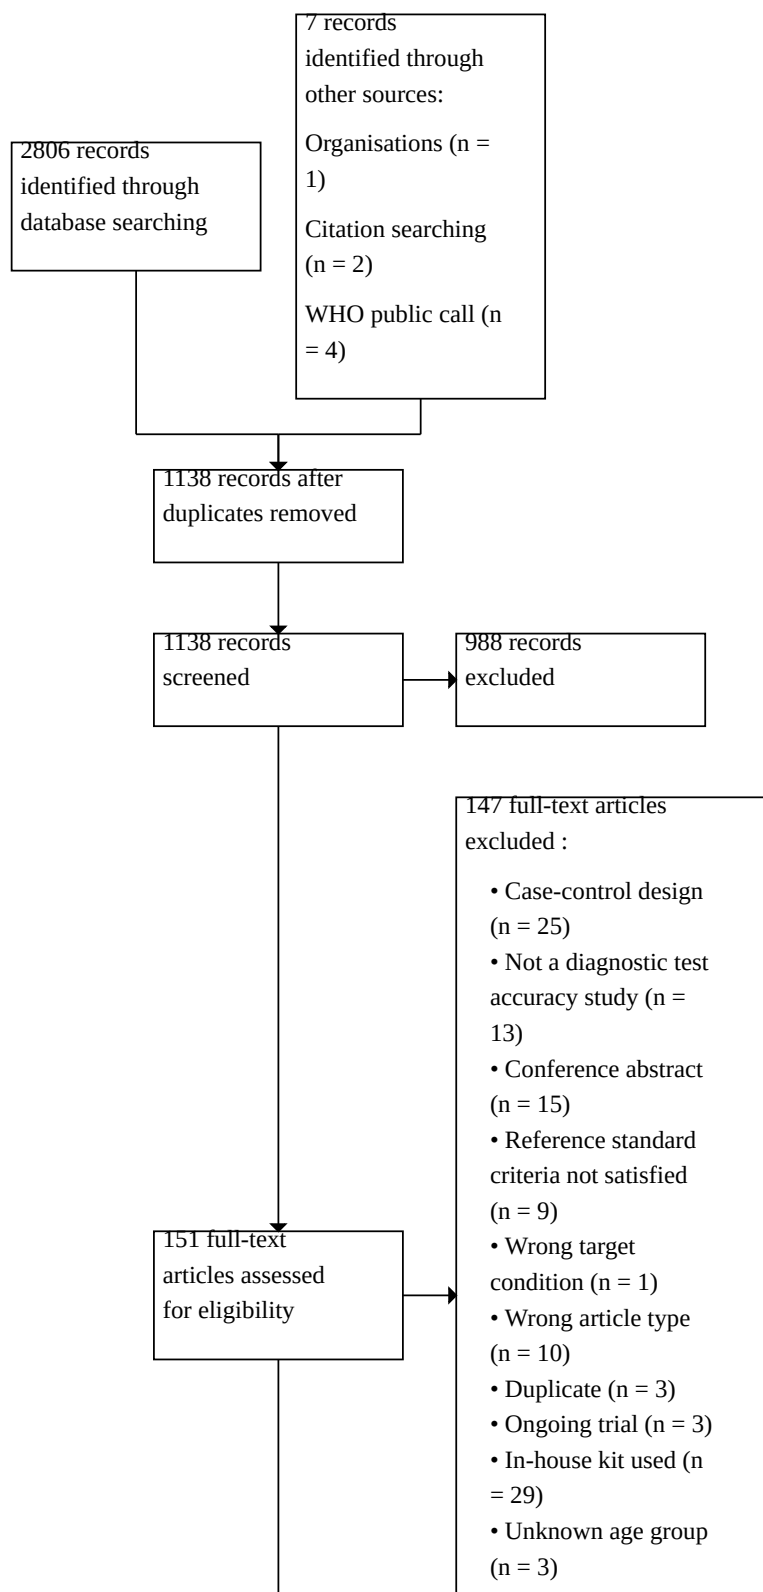 7 records
identified through
other sources:
Organisations (n =
1)
Citation searching
(n = 2)
WHO public call (n
= 4)
2806 records
identified through
database searching
1138 records after
duplicates removed
1138 records
screened
988 records
excluded
147 full-text articles
excluded :
• Case-control design
(n = 25)
• Not a diagnostic test
accuracy study (n =
13)
• Conference abstract
(n = 15)
• Reference standard
criteria not satisfied
(n = 9)
• Wrong target
condition (n = 1)
• Wrong article type
(n = 10)
• Duplicate (n = 3)
• Ongoing trial (n = 3)
• In-house kit used (n
= 29)
• Unknown age group
(n = 3)
151 full-text
articles assessed
for eligibility